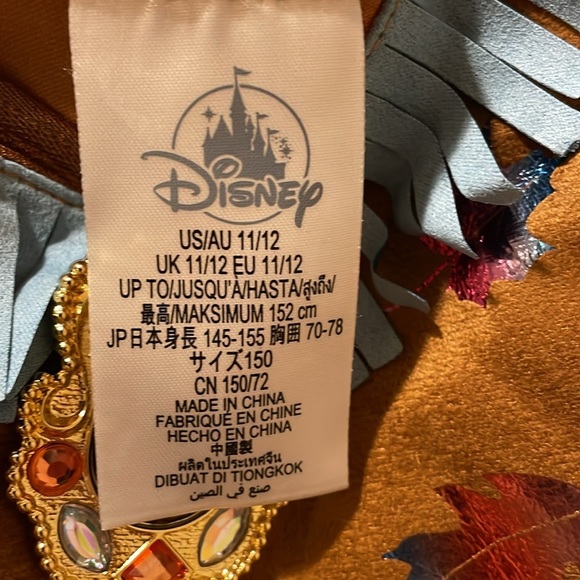 Disney
US/AU 11/12
UK 11/12 EU 11/12
UP TO/JUSQU'À/HASTA/สูงถึง/
最高/MAKSIMUM 152 cm
JP日本身長 145-155 胸囲 70-78
サイズ150
CN 150/72
MADE IN CHINA
FABRIQUÉ EN CHINE
HECHO EN CHINA
中國製
ผลิตในประเทศจีน
DIBUAT DI TIONGKOK
صنع في الصين